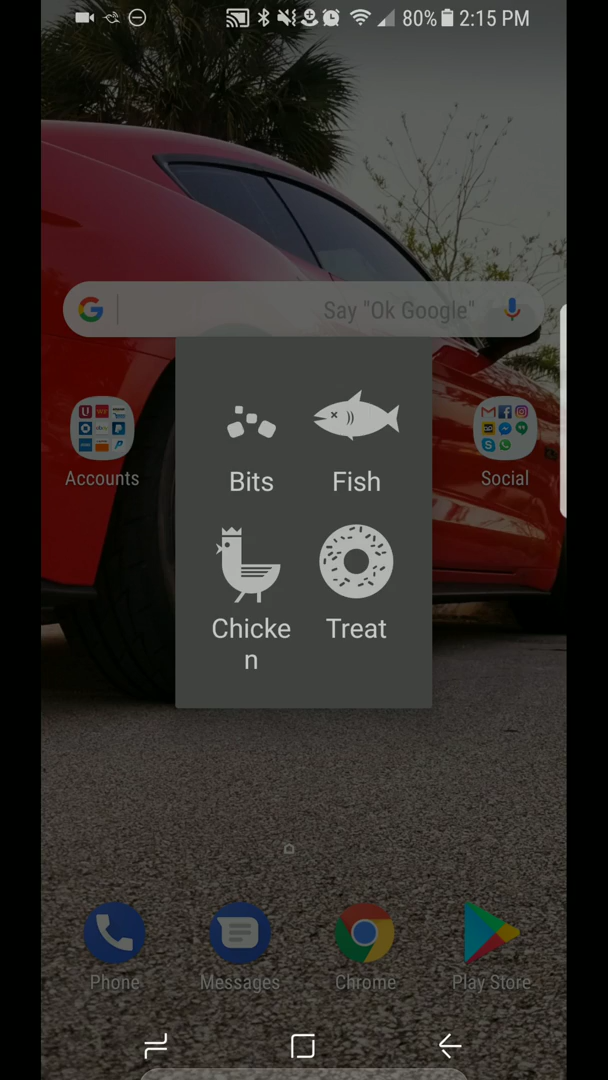 80% 2:15 PM
Say "Ok Google"
Accounts
Social
Bits
Fish
Chicke
n
Treat
Phone
Messages
Chrome
Play Store